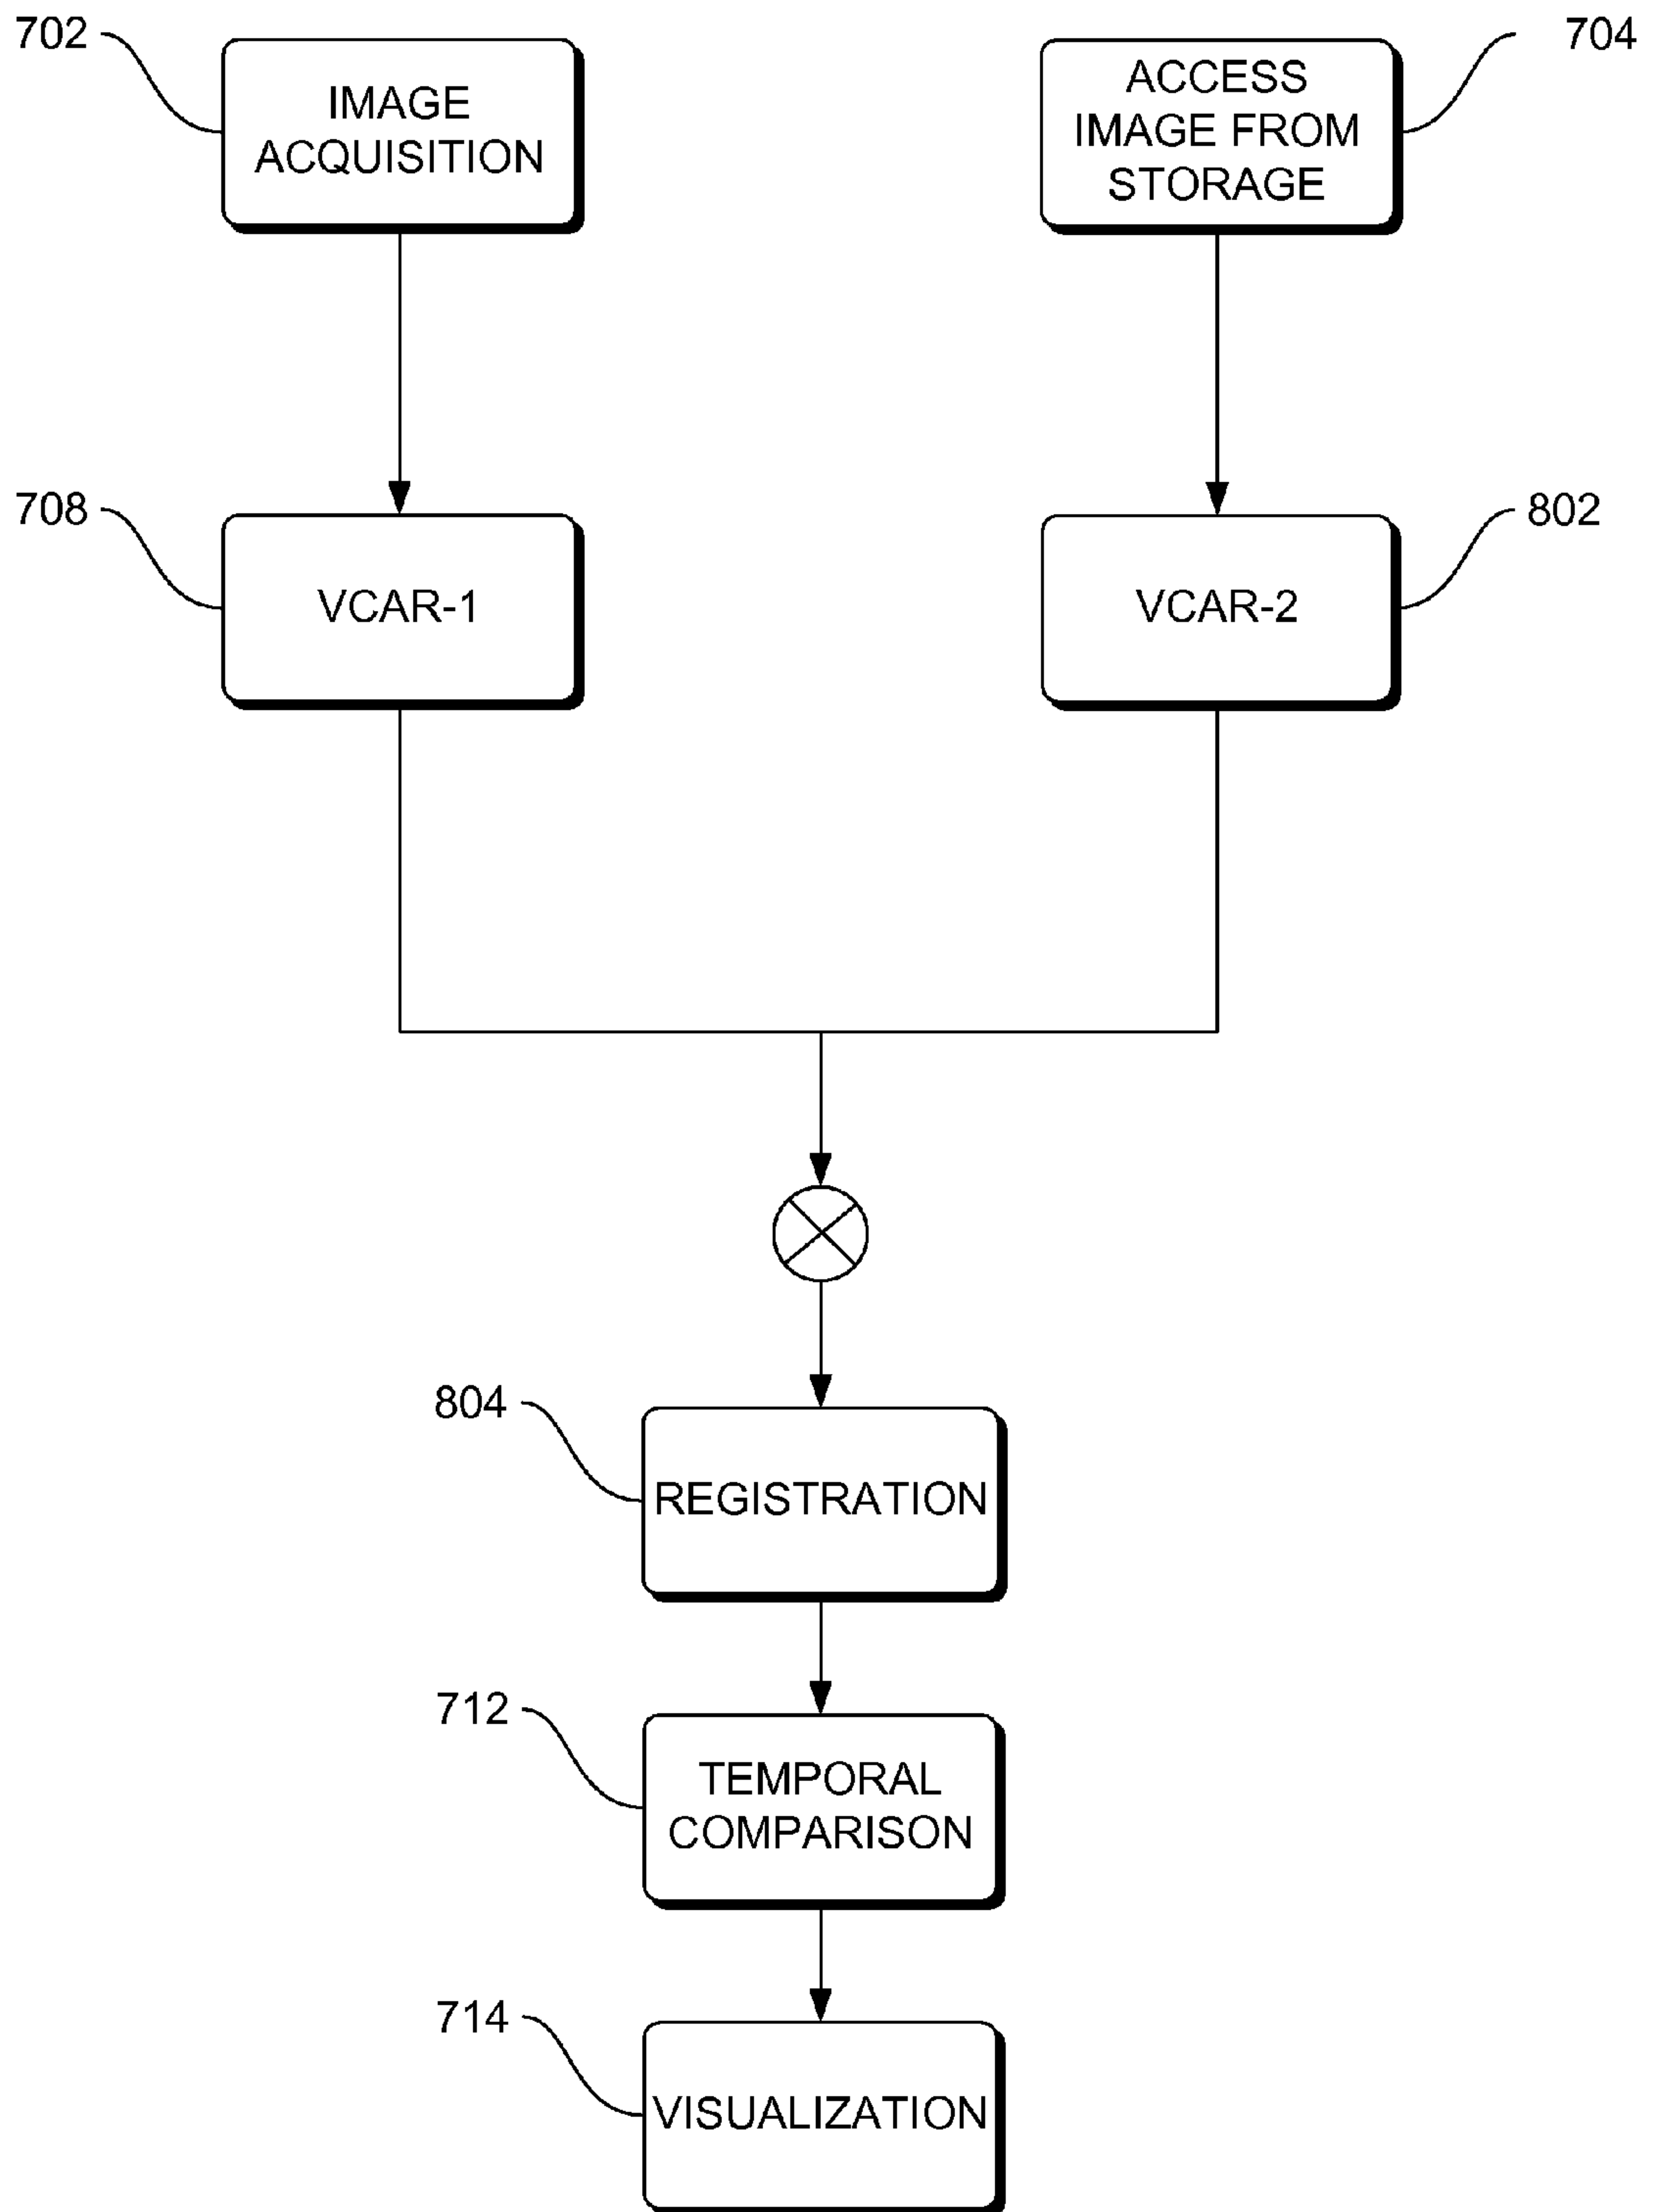 702
IMAGE
ACQUISITION
704
ACCESS
IMAGE FROM
STORAGE
708
VCAR-1
802
VCAR-2
804
REGISTRATION
712
TEMPORAL
COMPARISON
714
VISUALIZATION